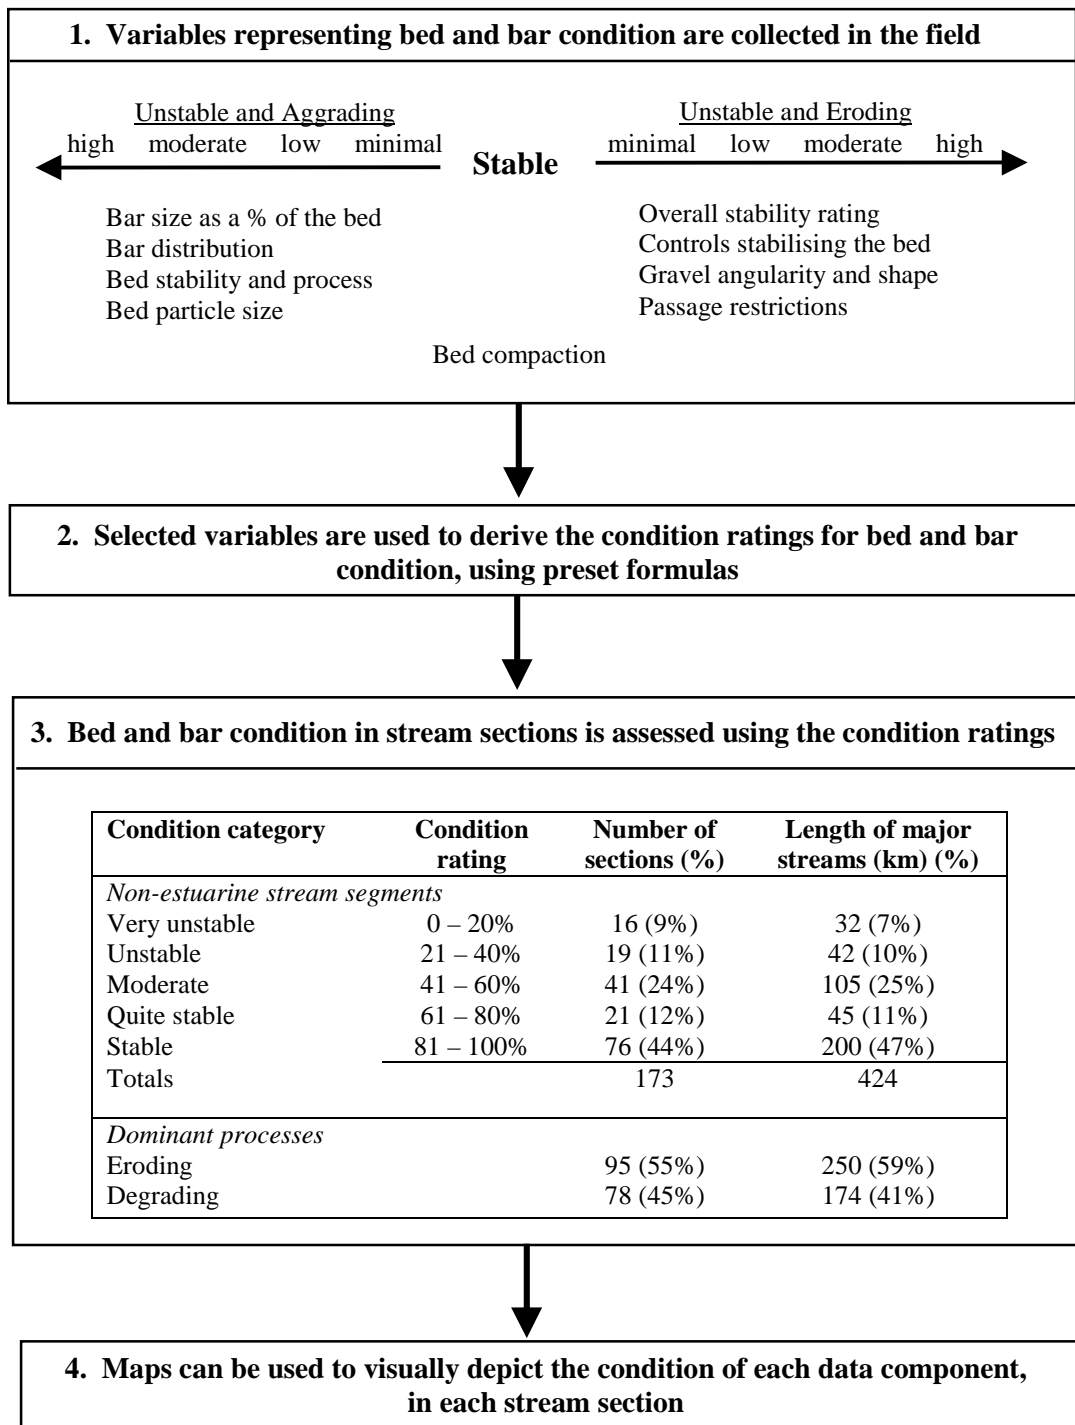 1. Variables representing bed and bar condition are collected in the field
Unstable and Aggrading
high moderate low minimal
Stable
Unstable and Eroding
minimal low moderate high
Bar size as a % of the bed
Bar distribution
Bed stability and process
Bed particle size
Overall stability rating
Controls stabilising the bed
Gravel angularity and shape
Passage restrictions
Bed compaction
2. Selected variables are used to derive the condition ratings for bed and bar
condition, using preset formulas
3. Bed and bar condition in stream sections is assessed using the condition ratings
Condition category Condition Number of Length of major
rating sections (%) streams (km) (%)
Non-estuarine stream segments
Very unstable 0 – 20% 16 (9%) 32 (7%)
Unstable 21 – 40% 19 (11%) 42 (10%)
Moderate 41 – 60% 41 (24%) 105 (25%)
Quite stable 61 – 80% 21 (12%) 45 (11%)
Stable 81 – 100% 76 (44%) 200 (47%)
Totals 173 424
Dominant processes
Eroding 95 (55%) 250 (59%)
Degrading 78 (45%) 174 (41%)
4. Maps can be used to visually depict the condition of each data component,
in each stream section